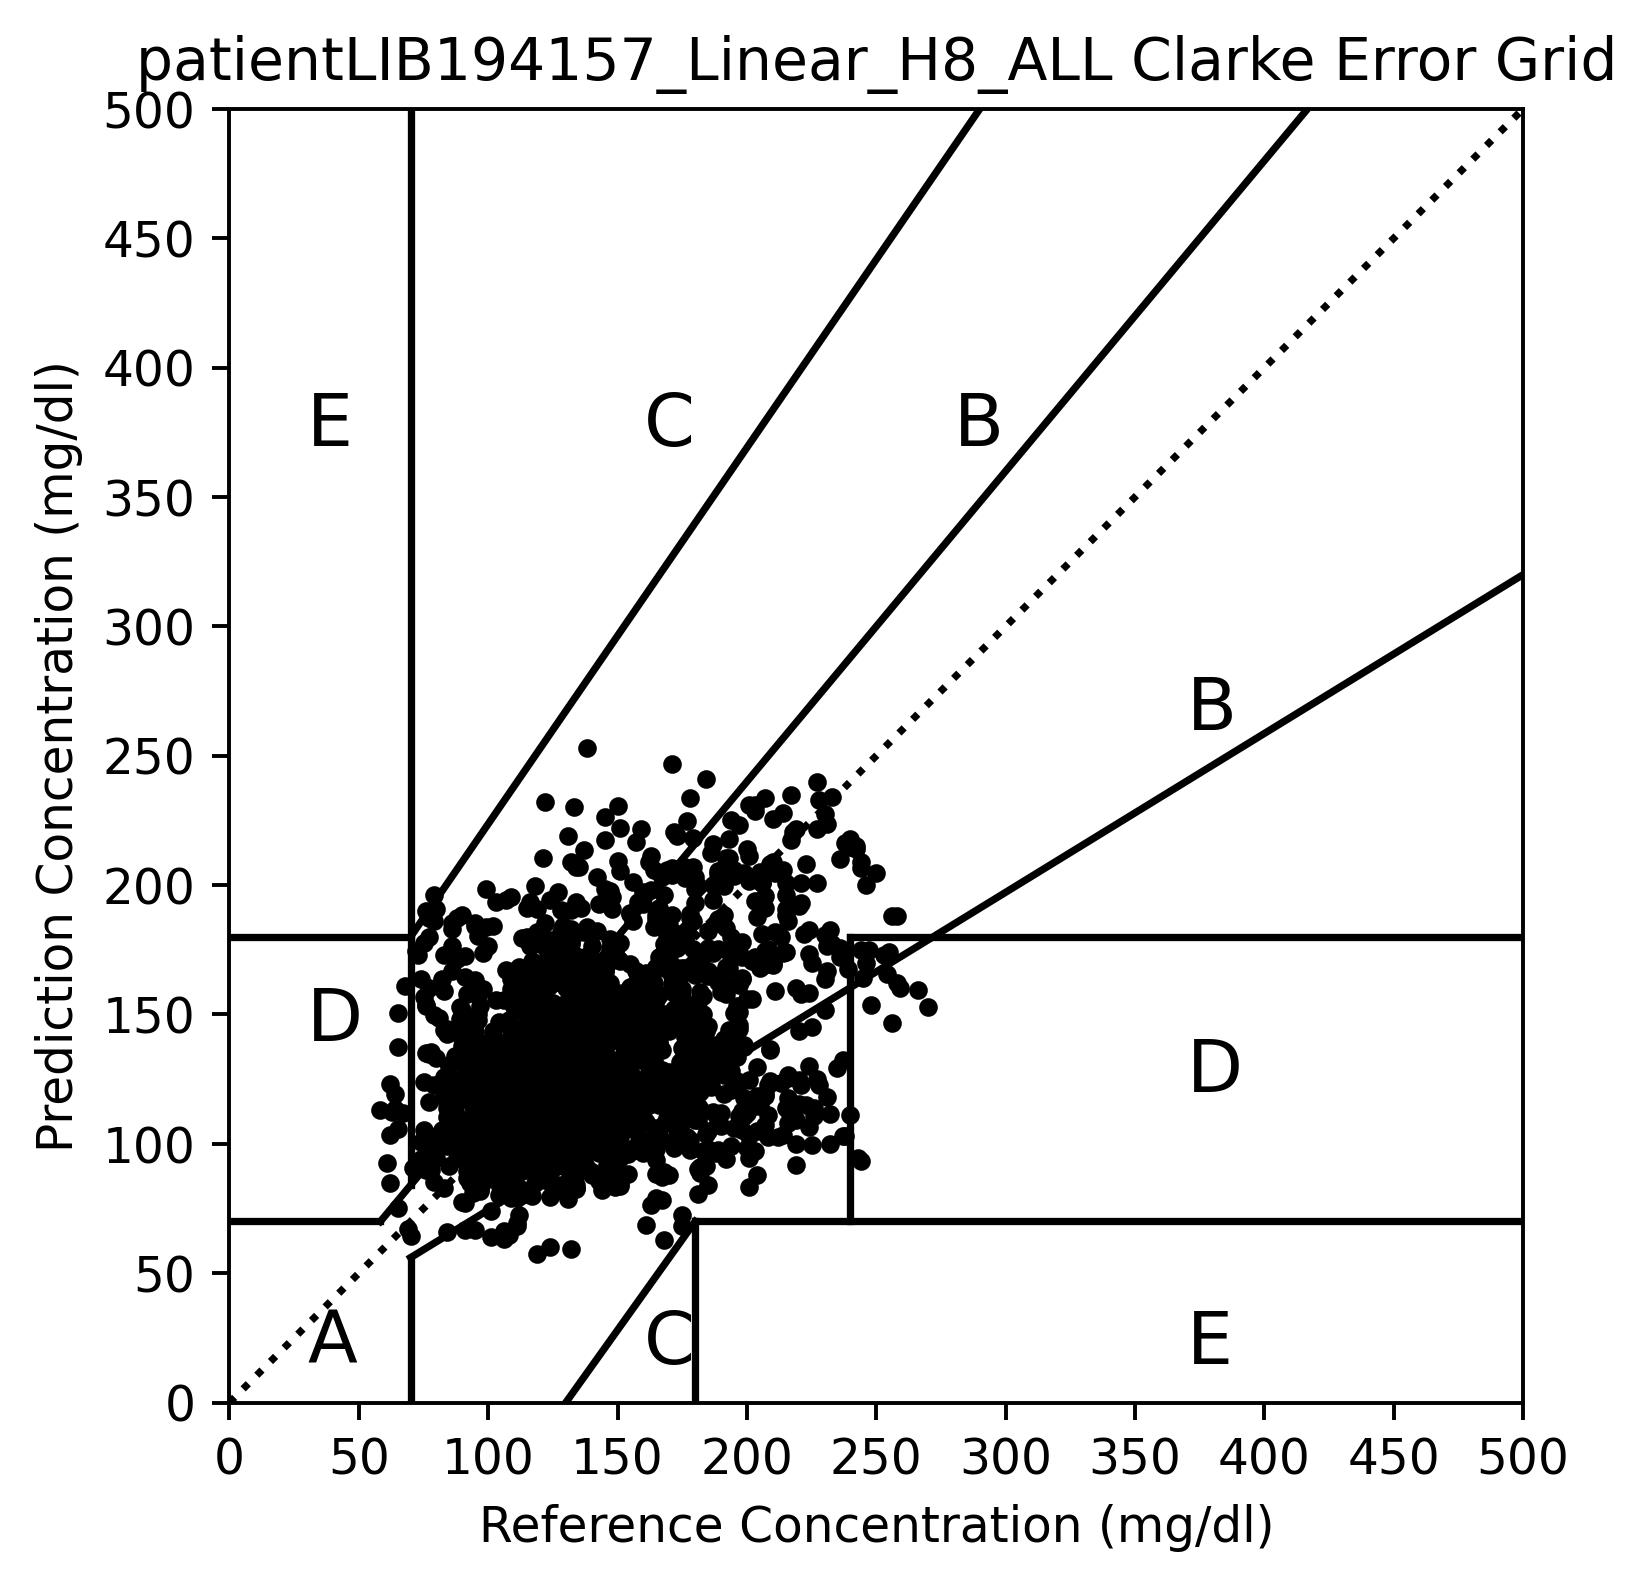 patientLIB194157_Linear_H8_ALL Clarke Error Grid
500
450
400
350
300
250
200
150
100
50
0
Prediction Concentration (mg/dl)
E
C
B
B
D
D
A
C
E
0 50 100 150 200 250 300 350 400 450 500
Reference Concentration (mg/dl)